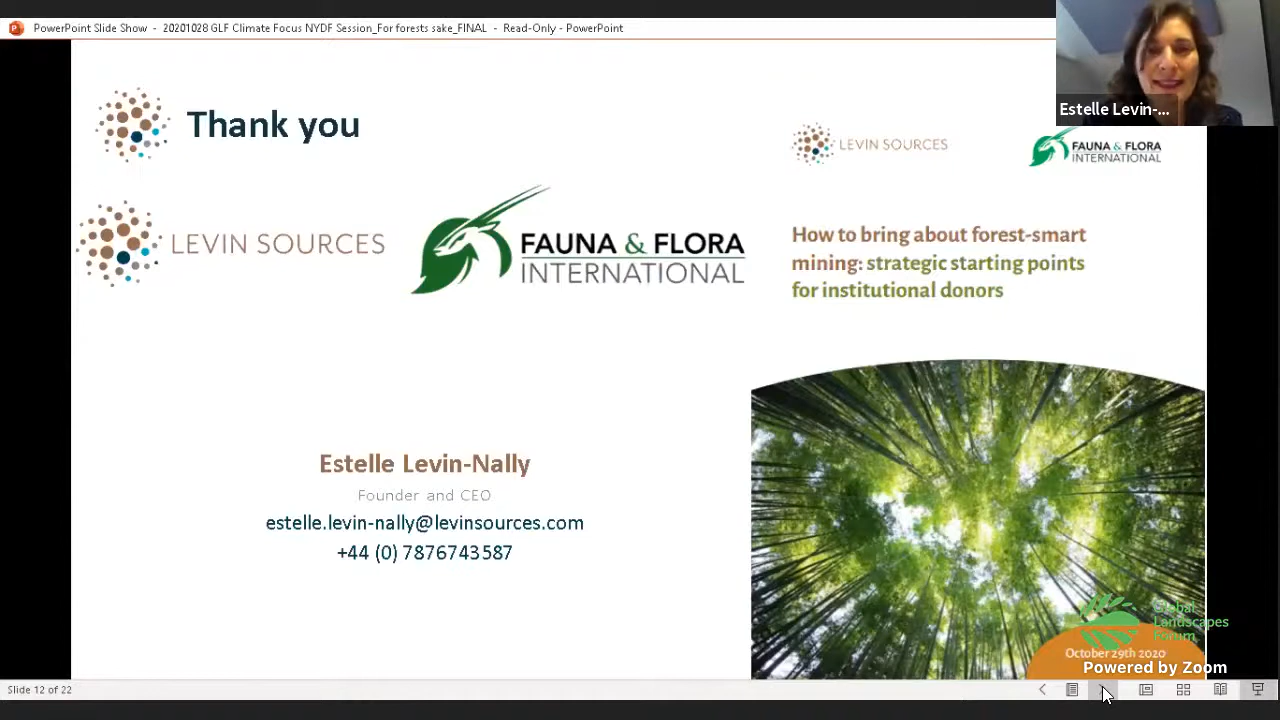 PowerPoint Slide Show - 20201028 GLF Climate Focus NYDF Session_For forests sake_FINAL - Read-Only - PowerPoint
Estelle Levin-...
Thank you
LEVIN SOURCES
FAUNA & FLORA
INTERNATIONAL
LEVIN SOURCES
FAUNA & FLORA
INTERNATIONAL
How to bring about forest-smart
mining: strategic starting points
for institutional donors
Estelle Levin-Nally
Founder and CEO
estelle.levin-nally@levinsources.com
+44 (0) 7876743587
Global
Landscapes
Forum
October 29th 2020
Powered by Zoom
Slide 12 of 22